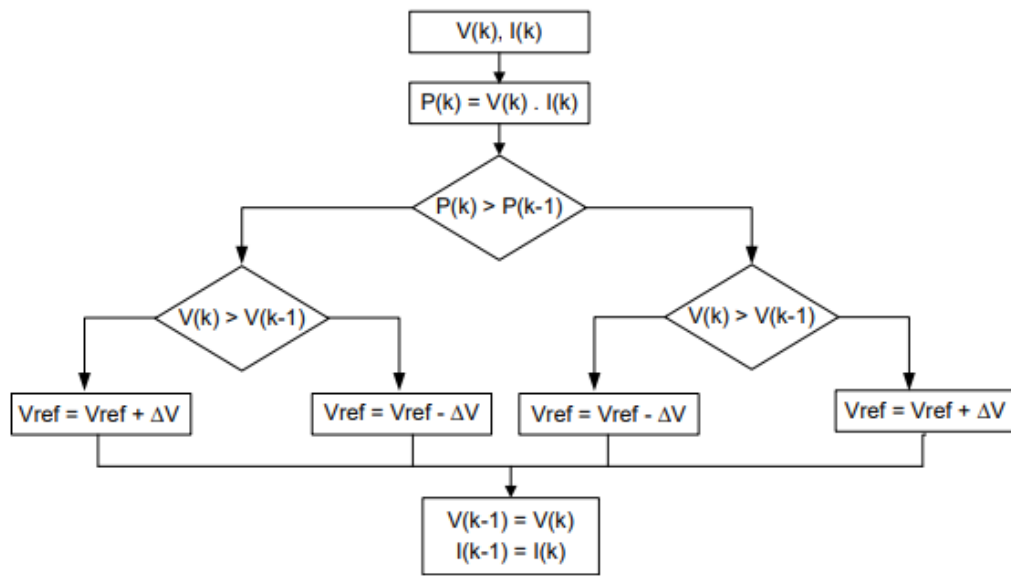 V(k), I(k)
P(k) = V(k) . I(k)
P(k) > P(k-1)
V(k) > V(k-1)
V(k) > V(k-1)
Vref = Vref + ΔV
Vref = Vref - ΔV
Vref = Vref - ΔV
Vref = Vref + ΔV
V(k-1) = V(k)
I(k-1) = I(k)